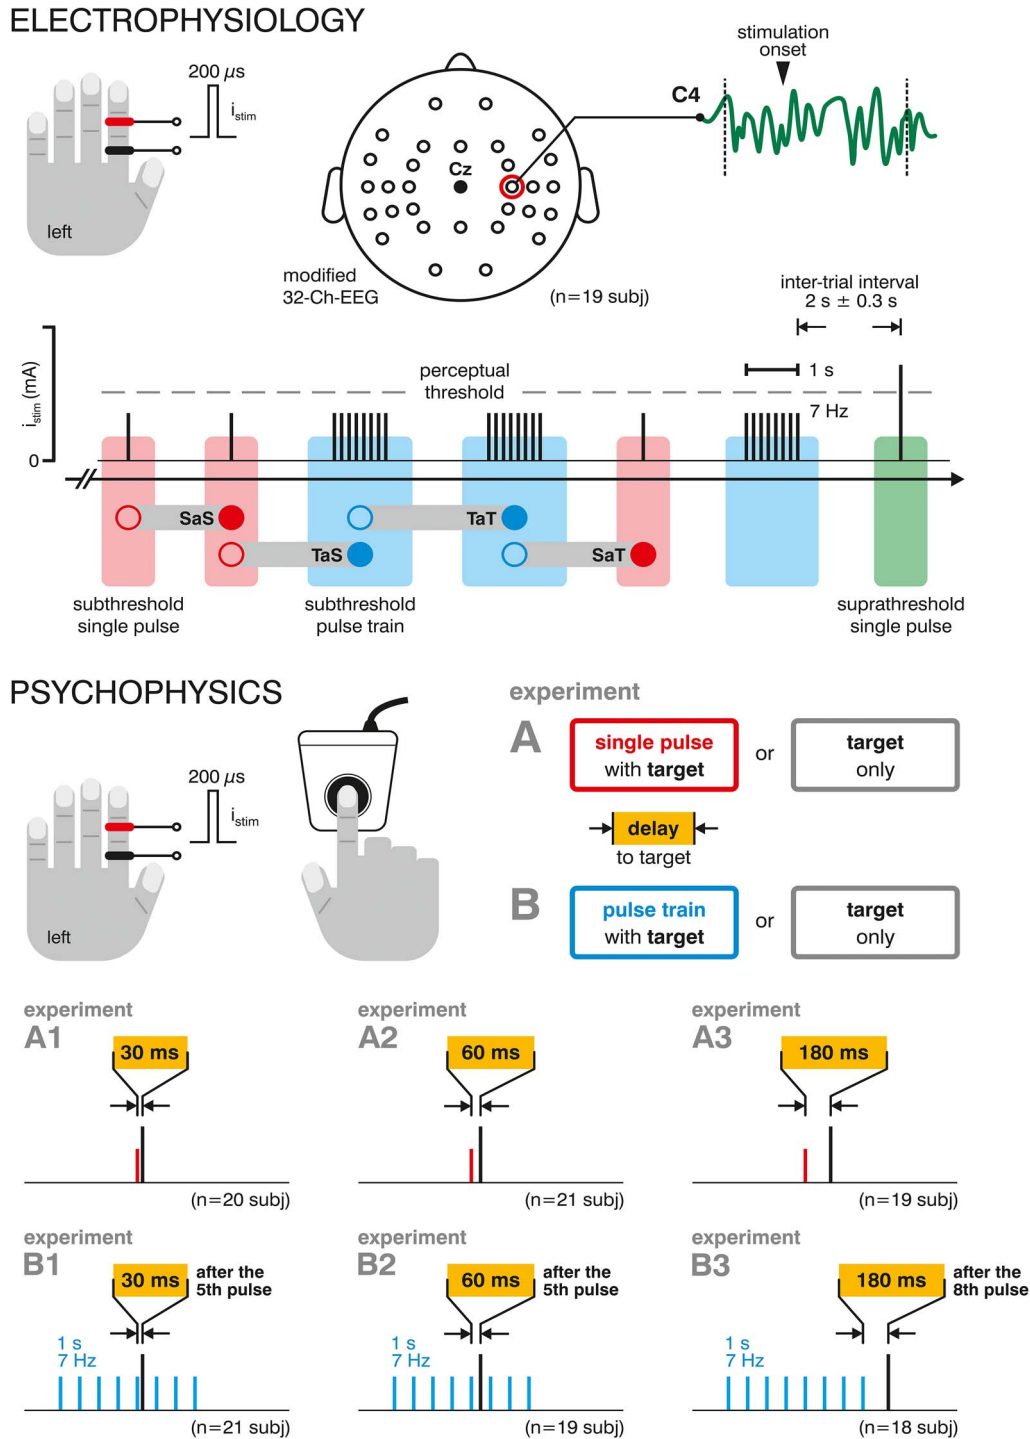 ELECTROPHYSIOLOGY
200 µs
istim
left
Cz
modified
32-Ch-EEG
(n=19 subj)
C4
stimulation
onset
inter-trial interval
2 s ± 0.3 s
istim (mA)
0
perceptual
threshold
1 s
7 Hz
SaS
TaT
TaS
SaT
subthreshold
single pulse
subthreshold
pulse train
suprathreshold
single pulse
PSYCHOPHYSICS
200 µs
istim
left
experiment
A
single pulse
with target
or
target
only
delay
to target
B
pulse train
with target
or
target
only
experiment
A1
30 ms
(n=20 subj)
experiment
A2
60 ms
(n=21 subj)
experiment
A3
180 ms
(n=19 subj)
experiment
B1
30 ms
after the
5th pulse
1 s
7 Hz
(n=21 subj)
experiment
B2
60 ms
after the
5th pulse
1 s
7 Hz
(n=19 subj)
experiment
B3
180 ms
after the
8th pulse
1 s
7 Hz
(n=18 subj)